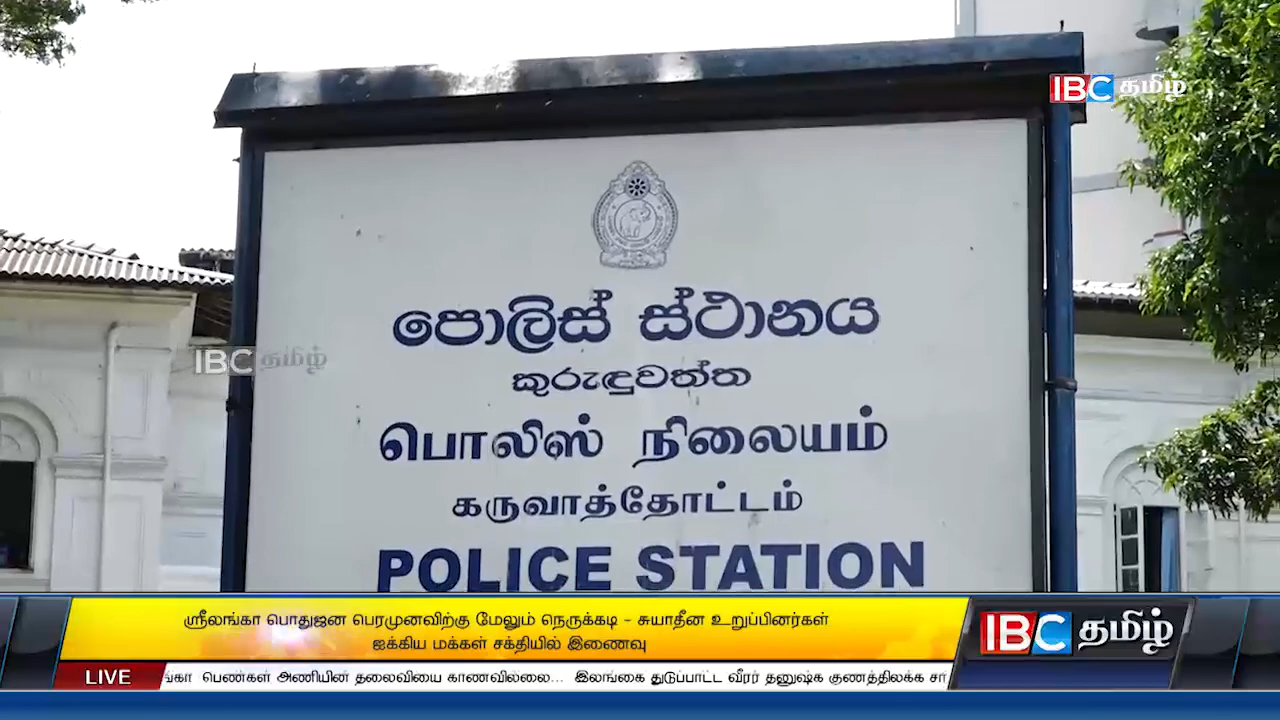 IBC தமிழ்
පොලිස් ස්ථානය
IBC தமிழ்
කුරුඳුවත්ත
பொலிஸ் நிலையம்
கருவாத்தோட்டம்
POLICE STATION
ஸ்ரீலங்கா பொதுஜன பெரமுனவிற்கு மேலும் நெருக்கடி - சுயாதீன உறுப்பினர்கள்
ஐக்கிய மக்கள் சக்தியில் இணைவு
IBC தமிழ்
LIVE பெண்கள் அணியின் தலைவியை காணவில்லை... இலங்கை துடுப்பாட்ட வீரர் தனுஷ்க குணத்திலக்க